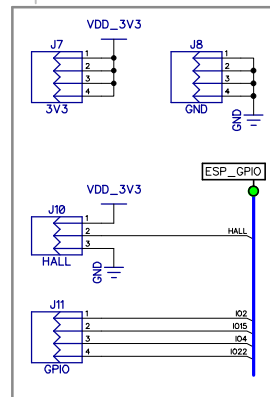 VDD_3V3
J7
1
2
3
4
3V3
J8
1
2
3
4
GND
GND
ESP_GPIO
VDD_3V3
J10
1
2
3
HALL
GND
HALL
J11
1
2
3
4
GPIO
IO2
IO15
IO4
IO22